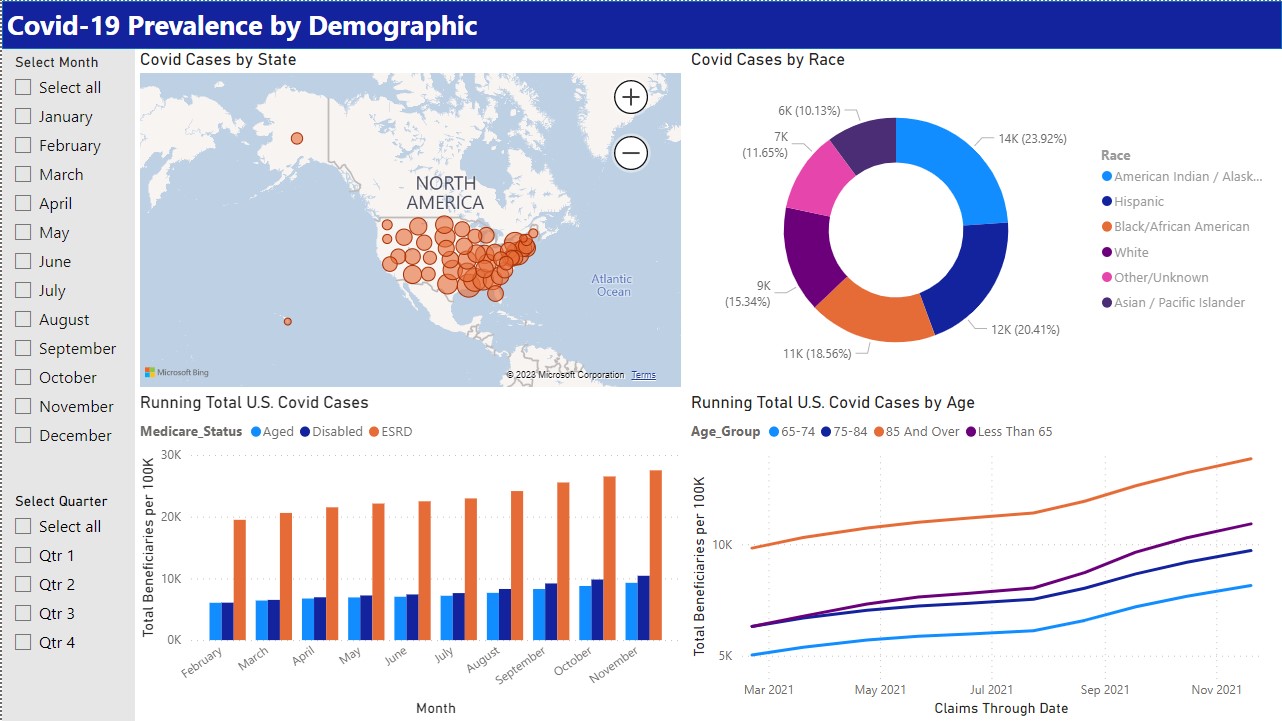 Covid-19 Prevalence by Demographic
Select Month
Select all
January
February
March
April
May
June
July
August
September
October
November
December
Select Quarter
Select all
Qtr 1
Qtr 2
Qtr 3
Qtr 4
Covid Cases by State
NORTH
AMERICA
Atlantic
Ocean
Microsoft Bing
© 2023 Microsoft Corporation Terms
Covid Cases by Race
6K (10.13%)
7K
(11.65%)
14K (23.92%)
9K
(15.34%)
12K (20.41%)
11K (18.56%)
Race
American Indian / Alask...
Hispanic
Black/African American
White
Other/Unknown
Asian / Pacific Islander
Running Total U.S. Covid Cases
Medicare_Status Aged Disabled ESRD
Total Beneficiaries per 100K
30K
20K
10K
0K
February
March
April
May
June
July
August
September
October
November
Month
Running Total U.S. Covid Cases by Age
Age_Group 65-74 75-84 85 And Over Less Than 65
Total Beneficiaries per 100K
10K
5K
Mar 2021 May 2021 Jul 2021 Sep 2021 Nov 2021
Claims Through Date